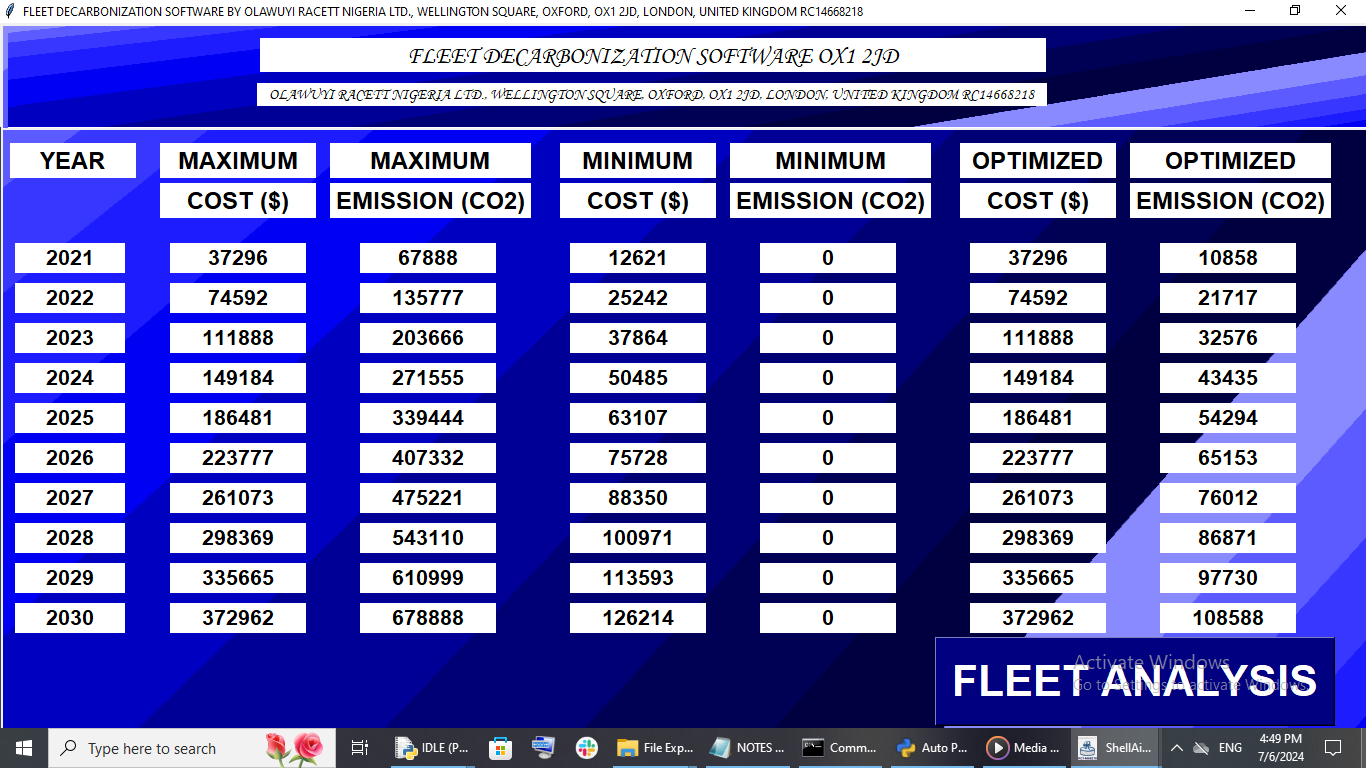 FLEET DECARBONIZATION SOFTWARE BY OLAWUYI RACETT NIGERIA LTD., WELLINGTON SQUARE, OXFORD, OX1 2JD, LONDON, UNITED KINGDOM RC14668218
FLEET DECARBONIZATION SOFTWARE OX1 2JD
OLAWUYI RACETT NIGERIA LTD., WELLINGTON SQUARE, OXFORD, OX1 2JD, LONDON, UNITED KINGDOM RC14668218
YEAR MAXIMUM MAXIMUM MINIMUM MINIMUM OPTIMIZED OPTIMIZED
COST ($) EMISSION (CO2) COST ($) EMISSION (CO2) COST ($) EMISSION (CO2)
2021 37296 67888 12621 0 37296 10858
2022 74592 135777 25242 0 74592 21717
2023 111888 203666 37864 0 111888 32576
2024 149184 271555 50485 0 149184 43435
2025 186481 339444 63107 0 186481 54294
2026 223777 407332 75728 0 223777 65153
2027 261073 475221 88350 0 261073 76012
2028 298369 543110 100971 0 298369 86871
2029 335665 610999 113593 0 335665 97730
2030 372962 678888 126214 0 372962 108588
Activate Windows
FLEET ANALYSIS
Go to Settings to activate Windows.
Type here to search IDLE (P... File Exp... NOTES ... Comm... Auto P... Media ... ShellAi... ENG 4:49 PM
7/6/2024